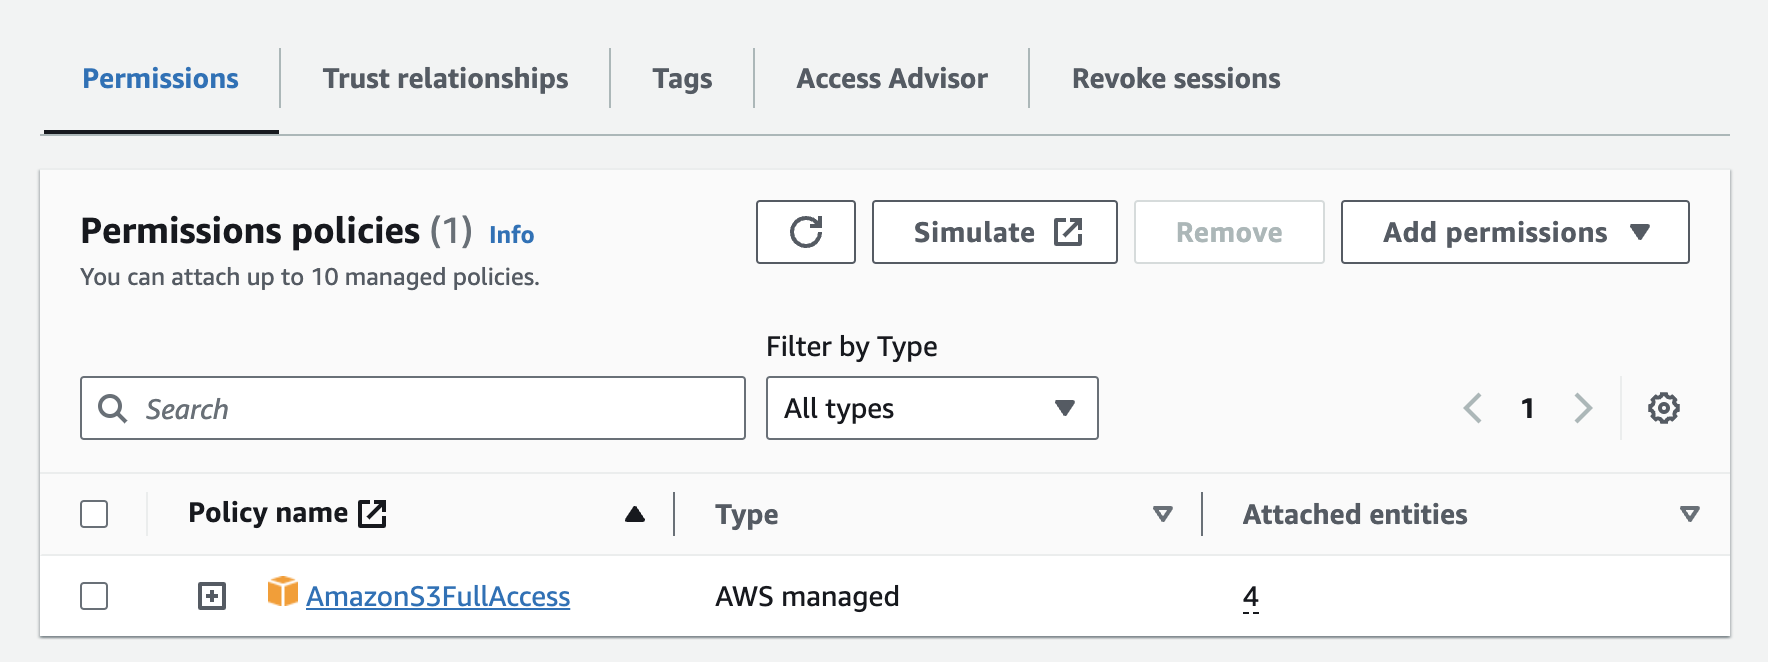 Permissions
Trust relationships
Tags
Access Advisor
Revoke sessions
Permissions policies (1) Info
You can attach up to 10 managed policies.
Simulate
Remove
Add permissions
Filter by Type
Search
All types
1
Policy name
Type
Attached entities
AmazonS3FullAccess
AWS managed
4